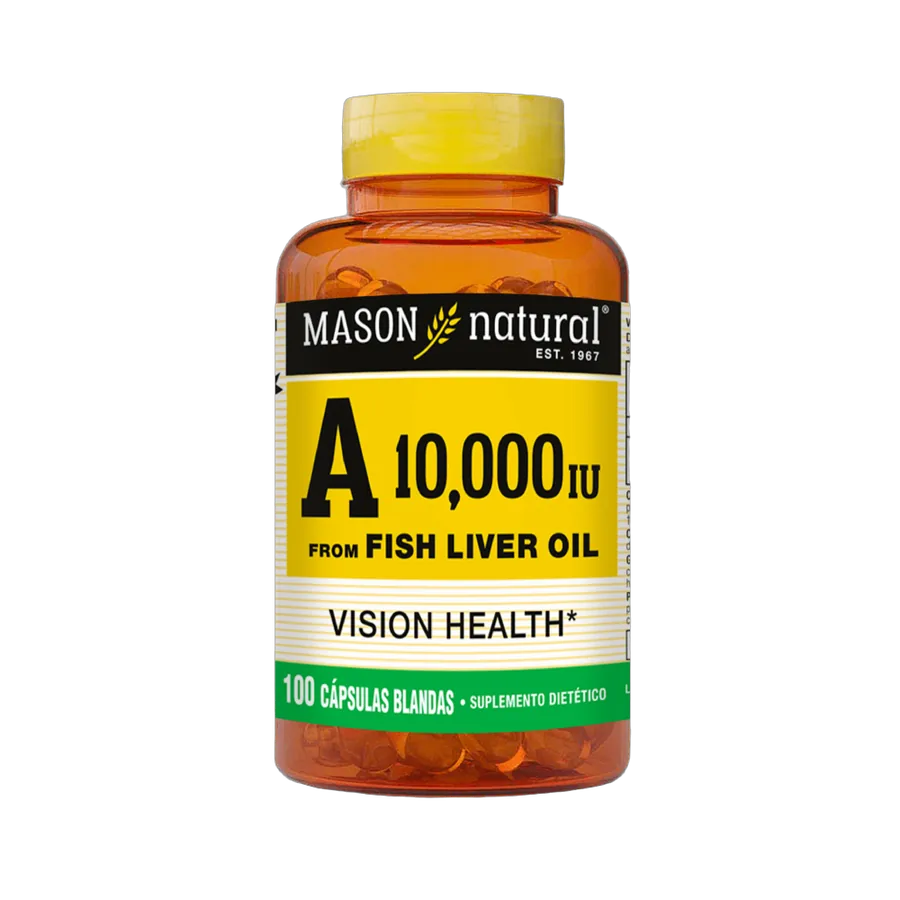 MASON natural®
EST. 1967
A 10,000 IU
FROM FISH LIVER OIL
VISION HEALTH*
100 CÁPSULAS BLANDAS • SUPLEMENTO DIETÉTICO